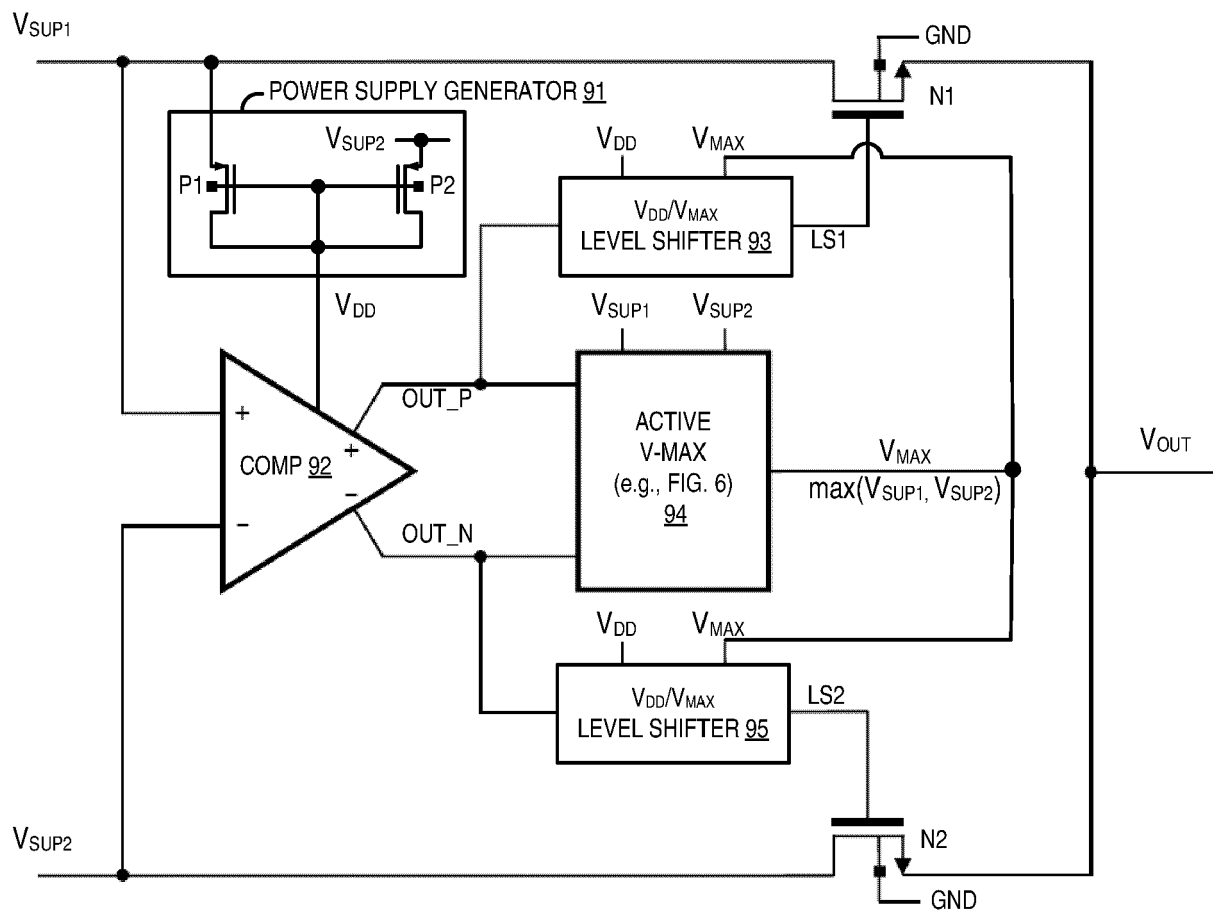 VSUP1
GND
POWER SUPPLY GENERATOR 91
N1
VSUP2
VDD
VMAX
P1
P2
VDD/VMAX
LEVEL SHIFTER 93
LS1
VDD
VSUP1
VSUP2
OUT_P
+
+
COMP 92
ACTIVE
V-MAX
(e.g., FIG. 6)
94
VMAX
max(VSUP1, VSUP2)
VOUT
–
–
OUT_N
VDD
VMAX
VDD/VMAX
LEVEL SHIFTER 95
LS2
VSUP2
N2
GND